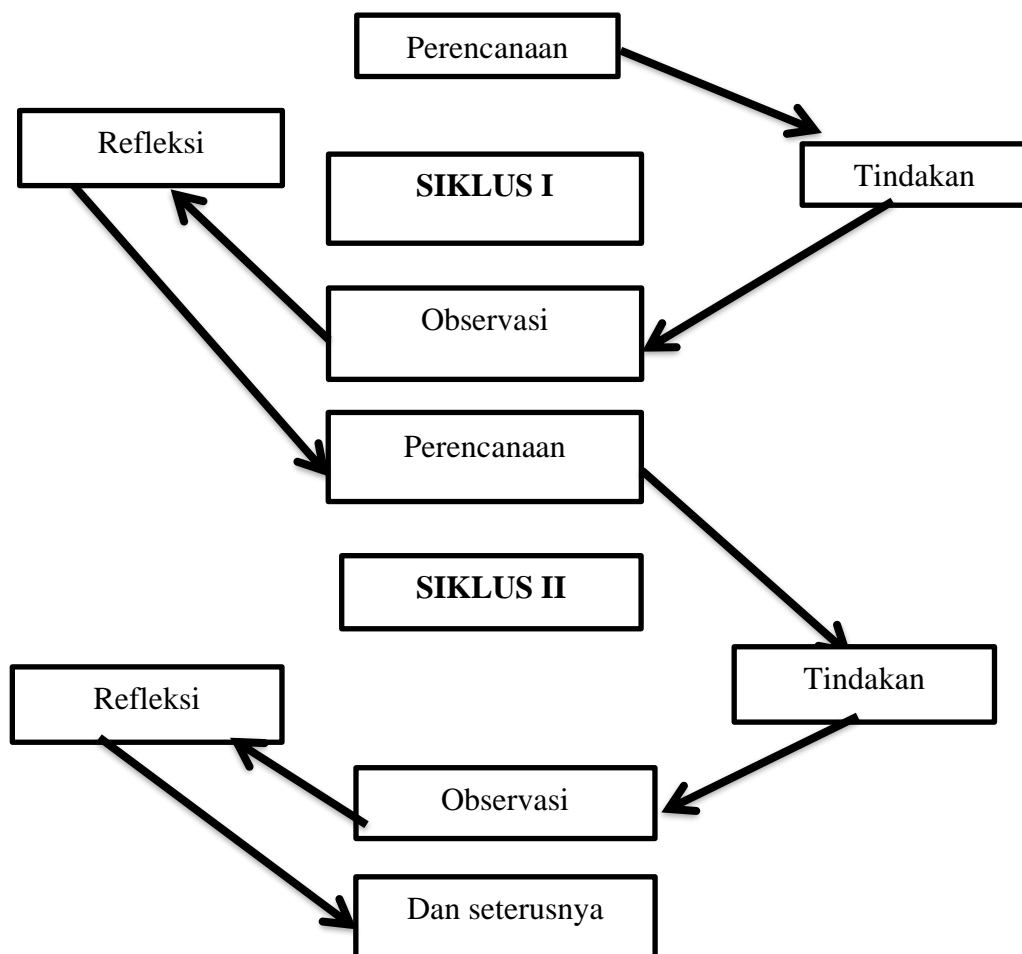 Perencanaan
Refleksi
Tindakan
SIKLUS I
Observasi
Perencanaan
SIKLUS II
Tindakan
Refleksi
Observasi
Dan seterusnya